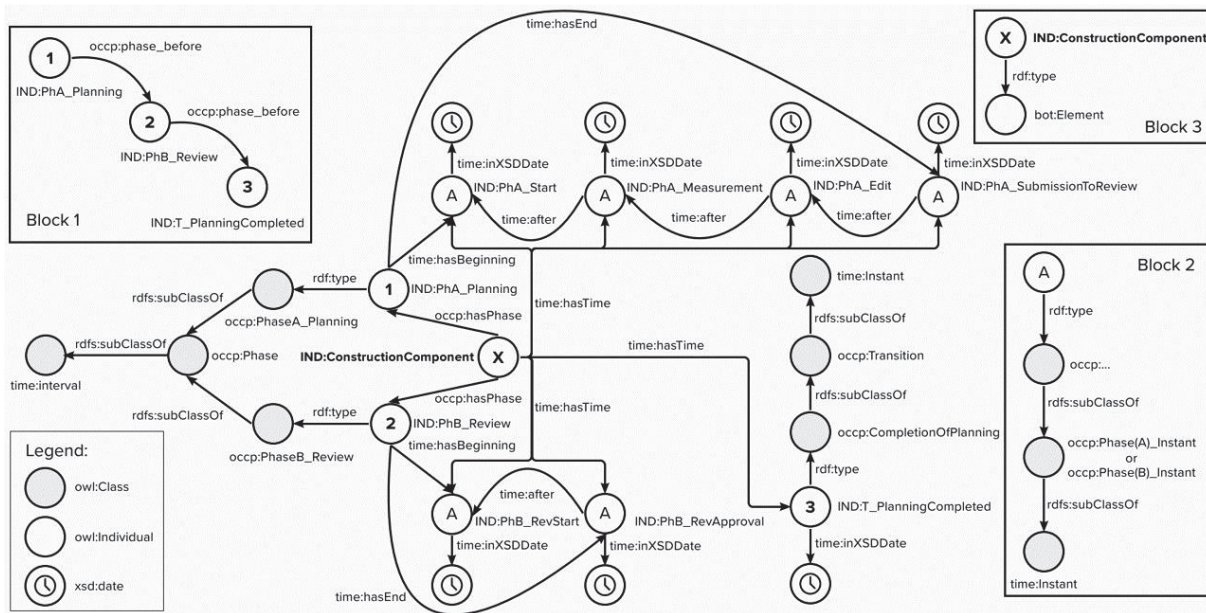 1
occp:phase_before
IND:PhA_Planning
2
occp:phase_before
IND:PhB_Review
3
IND:T_PlanningCompleted
Block 1
time:hasEnd
X
IND:ConstructionComponent
rdf:type
bot:Element
Block 3
time:inXSDDate
time:inXSDDate
time:inXSDDate
time:inXSDDate
A
IND:PhA_Start
A
IND:PhA_Measurement
A
IND:PhA_Edit
A
IND:PhA_SubmissionToReview
time:after
time:after
time:after
time:hasBeginning
rdf:type
1
IND:PhA_Planning
rdfs:subClassOf
occp:PhaseA_Planning
occp:hasPhase
time:hasTime
time:Instant
rdfs:subClassOf
rdfs:subClassOf
occp:Phase
IND:ConstructionComponent
X
time:hasTime
occp:Transition
time:interval
rdfs:subClassOf
rdfs:subClassOf
occp:hasPhase
time:hasTime
rdf:type
2
IND:PhB_Review
occp:CompletionOfPlanning
occp:PhaseB_Review
time:hasBeginning
rdf:type
time:after
A
IND:PhB_RevStart
A
IND:PhB_RevApproval
3
IND:T_PlanningCompleted
time:inXSDDate
time:inXSDDate
time:inXSDDate
time:hasEnd
Block 2
A
rdf:type
occp:...
rdfs:subClassOf
occp:Phase(A)_Instant
or
occp:Phase(B)_Instant
rdfs:subClassOf
time:Instant
Legend:
owl:Class
owl:Individual
xsd:date